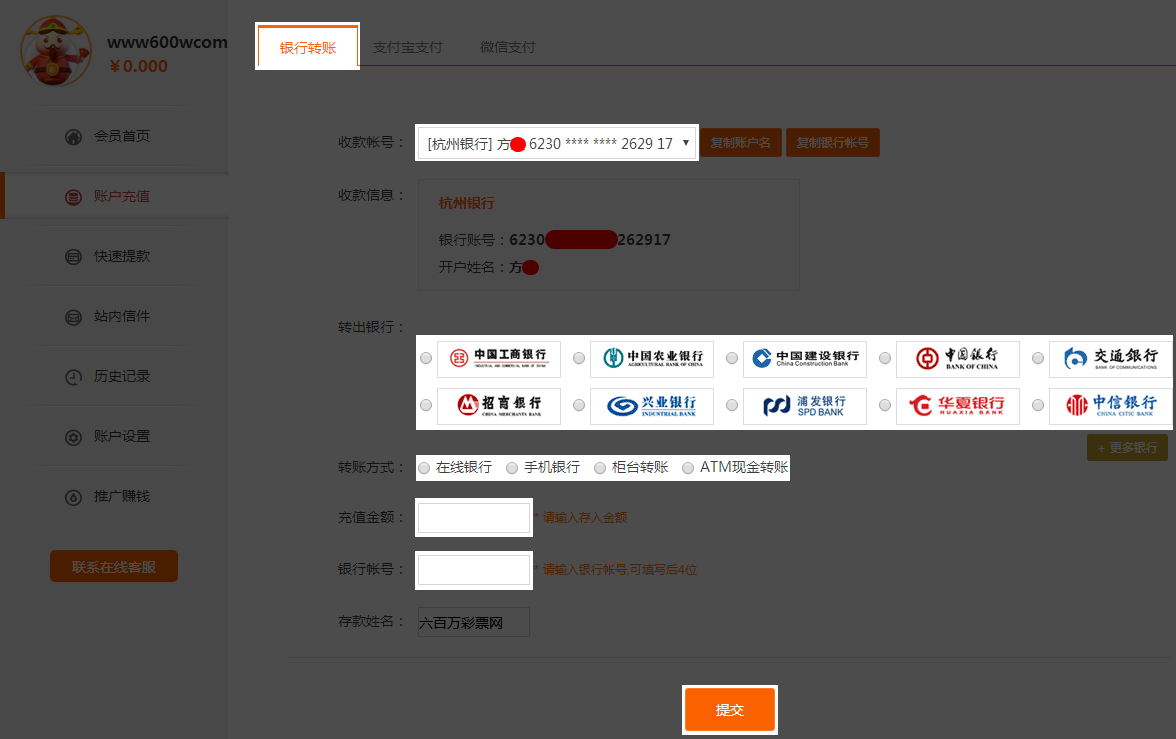 www600wcom
￥0.000
会员首页
账户充值
快速提款
站内信件
历史记录
账户设置
推广赚钱
联系在线客服
银行转账 支付宝支付 微信支付
收款帐号： [杭州银行] 方 6230 **** **** 2629 17 ▼ 复制账户名 复制银行帐号
收款信息：
杭州银行
银行账号：6230 262917
开户姓名：方
转出银行：
中国工商银行 中国农业银行 中国建设银行 中国银行 交通银行
INDUSTRIAL AND COMMERCIAL BANK OF CHINA AGRICULTURAL BANK OF CHINA China Construction Bank BANK OF CHINA BANK OF COMMUNICATIONS
招商银行 兴业银行 浦发银行 华夏银行 中信银行
CHINA MERCHANTS BANK INDUSTRIAL BANK SPD BANK HUAXIA BANK CHINA CITIC BANK
+ 更多银行
转账方式： 在线银行 手机银行 柜台转账 ATM现金转账
充值金额： * 请输入存入金额
银行帐号： * 请输入银行帐号,可填写后4位
存款姓名： 六百万彩票网
提交